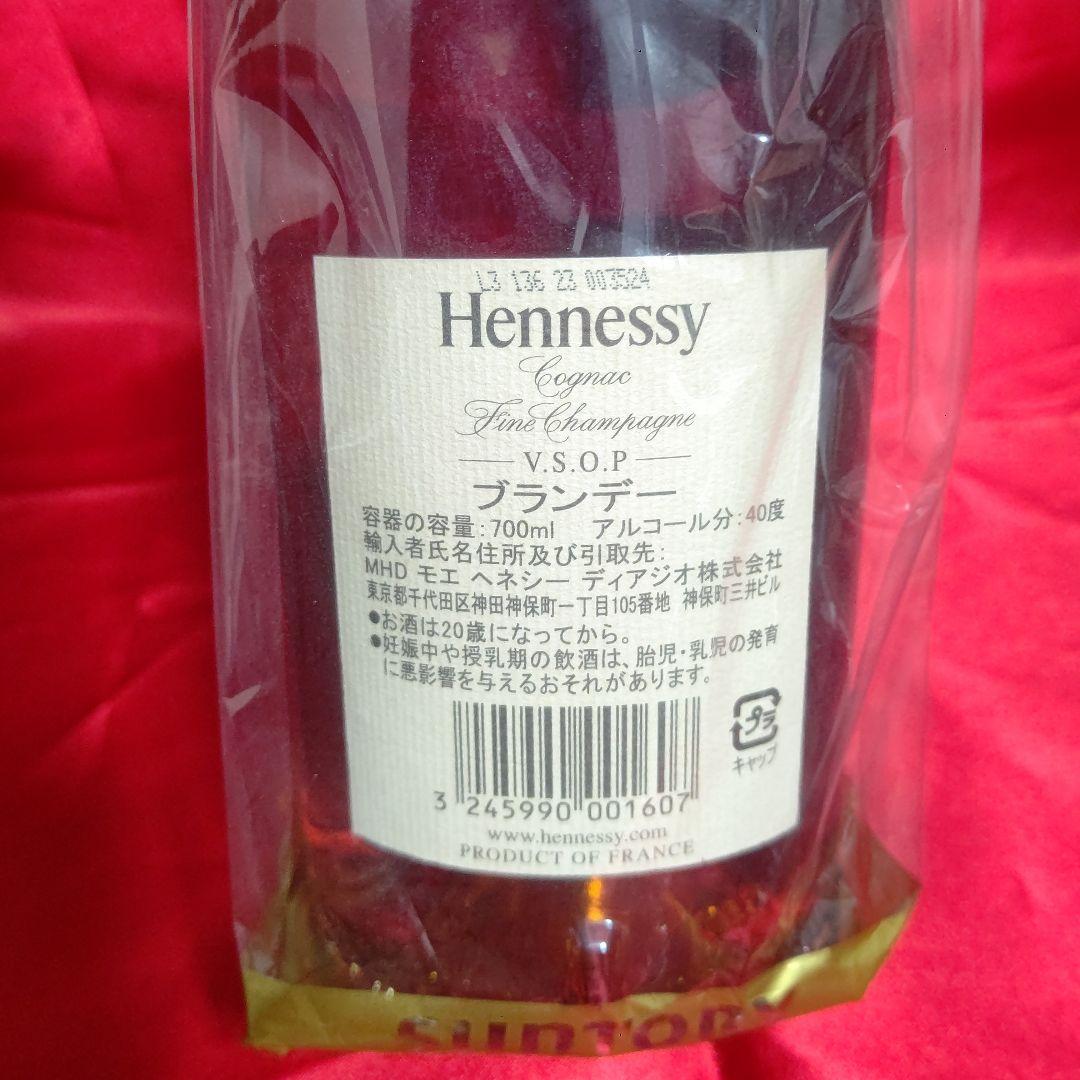 L3 136 23 003524
Hennessy
Cognac
Fine Champagne
V.S.O.P
ブランデー
容器の容量:700ml アルコール分:40度
輸入者氏名住所及び引取先:
MHD モエ ヘネシー ディアジオ株式会社
東京都千代田区神田神保町一丁目105番地 神保町三井ビル
●お酒は20歳になってから。
●妊娠中や授乳期の飲酒は、胎児・乳児の発育
に悪影響を与えるおそれがあります。
プラ
キャップ
3 245990 001607
www.hennessy.com
PRODUCT OF FRANCE
SUNTORY